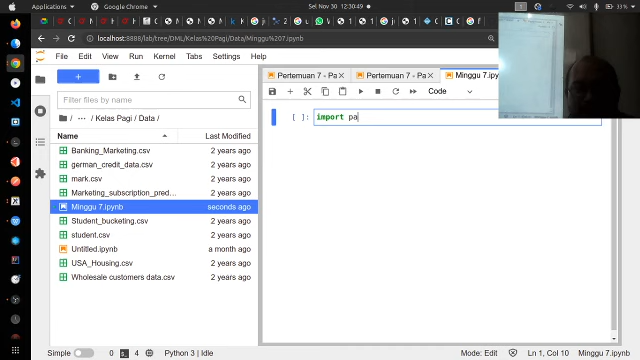 Applications Google Chrome Sel Nov 30 12:30:49 33%
localhost:8888/lab/tree/DML/Kelas%20Pagi/Data/Minggu%207.ipynb
File Edit View Run Kernel Tabs Settings Help
Pertemuan 7 - Pa Pertemuan 7 - Pa Minggu 7.ipy
Code
Filter files by name
/ ··· / Kelas Pagi / Data /
Name Last Modified
Banking_Marketing.csv 2 years ago
german_credit_data.csv 2 years ago
mark.csv 2 years ago
Marketing_subscription_pred... 2 years ago
Minggu 7.ipynb seconds ago
Student_bucketing.csv 2 years ago
student.csv 2 years ago
Untitled.ipynb a month ago
USA_Housing.csv 2 years ago
Wholesale customers data.csv 2 years ago
[ ]: import pa
Simple 0 4 Python 3 | Idle Mode: Edit Ln 1, Col 10 Minggu 7.ipynb